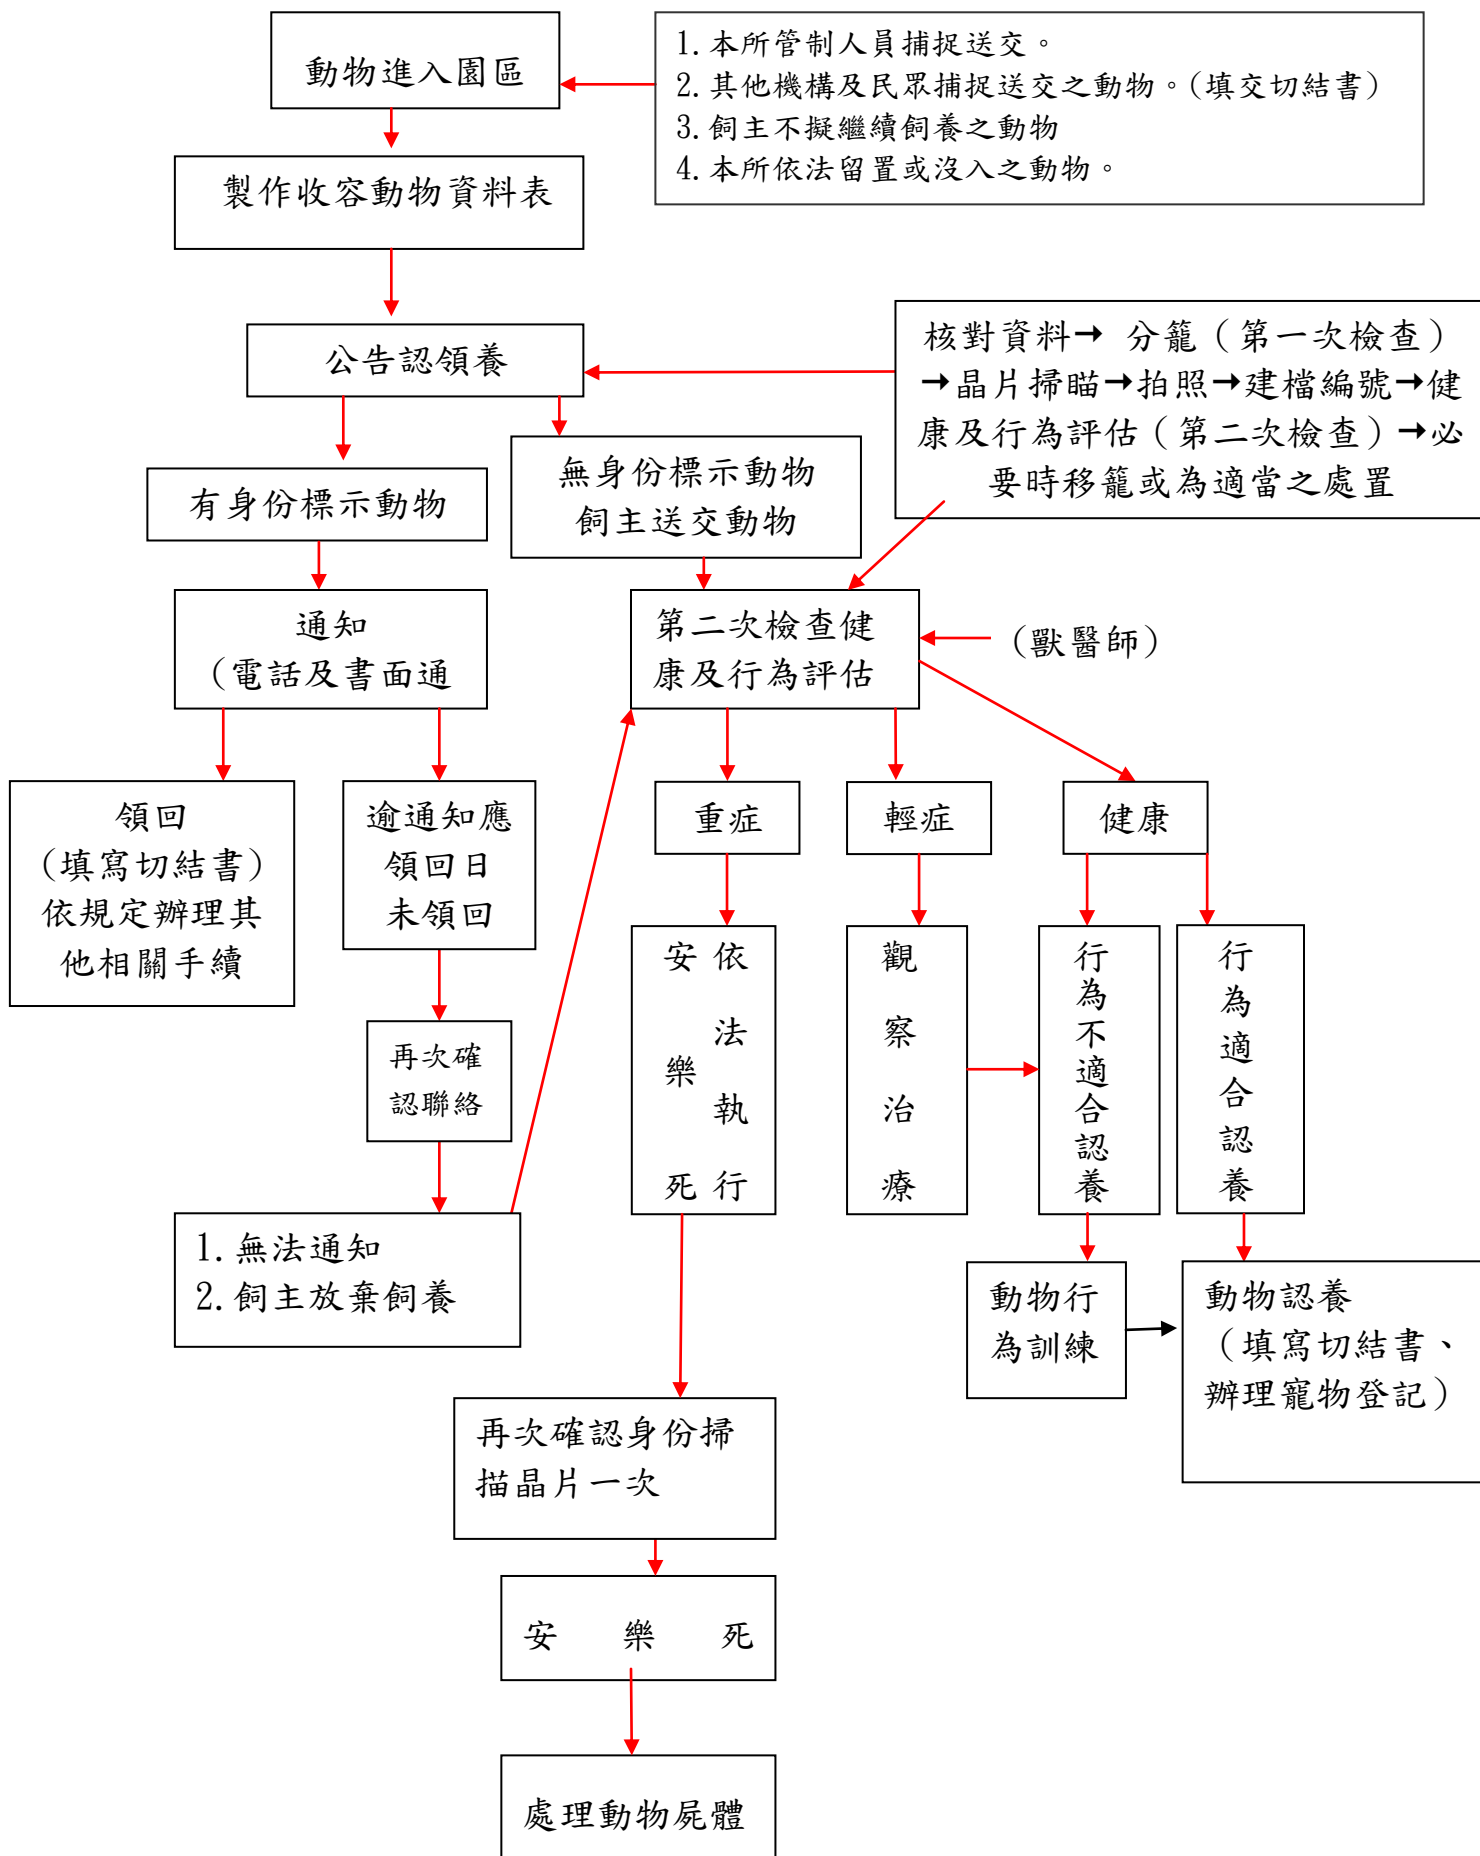 動物進入園區
1.本所管制人員捕捉送交。
2.其他機構及民眾捕捉送交之動物。(填交切結書)
3.飼主不擬繼續飼養之動物
4.本所依法留置或沒入之動物。
製作收容動物資料表
公告認領養
核對資料→ 分籠（第一次檢查）
→晶片掃瞄→拍照→建檔編號→健
康及行為評估（第二次檢查）→必
要時移籠或為適當之處置
有身份標示動物
無身份標示動物
飼主送交動物
通知
(電話及書面通
第二次檢查健
康及行為評估
(獸醫師)
領回
(填寫切結書)
依規定辦理其
他相關手續
逾通知應
領回日
未領回
重症
輕症
健康
再次確
認聯絡
依法執行
安樂死
觀察治療
行為不適合認養
行為適合認養
1.無法通知
2.飼主放棄飼養
動物行
為訓練
動物認養
（填寫切結書、
辦理寵物登記）
再次確認身份掃
描晶片一次
安 樂 死
處理動物屍體